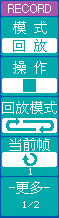 RECORD
模 式
回 放
操 作
回放模式
当前帧
1
-更多-
1/2